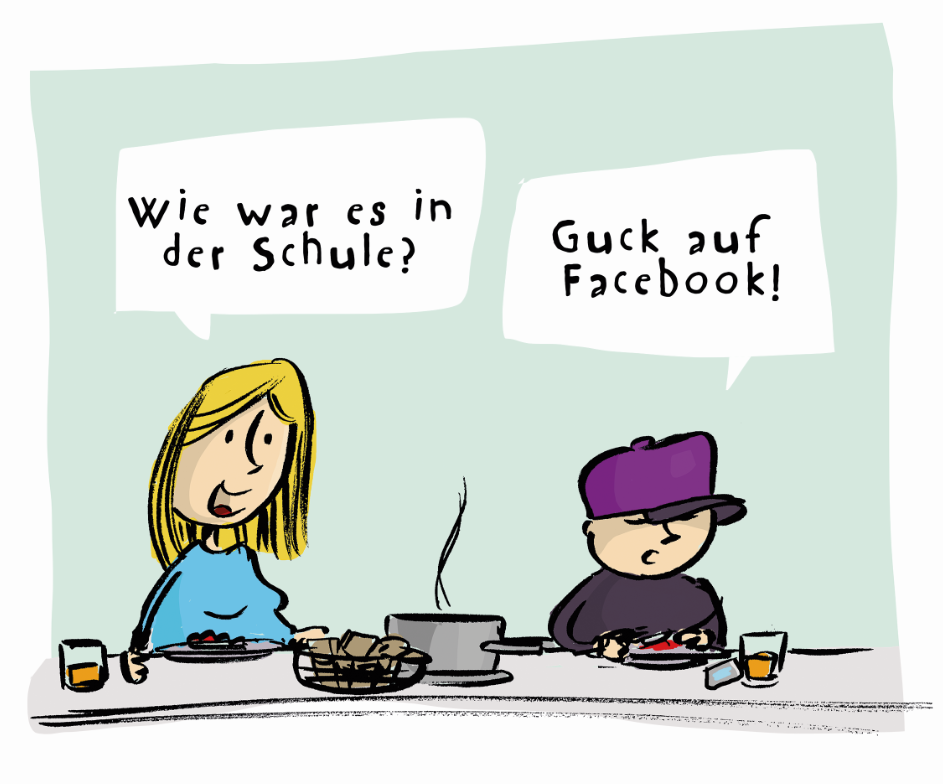 Wie war es in
der Schule?
Guck auf
Facebook!